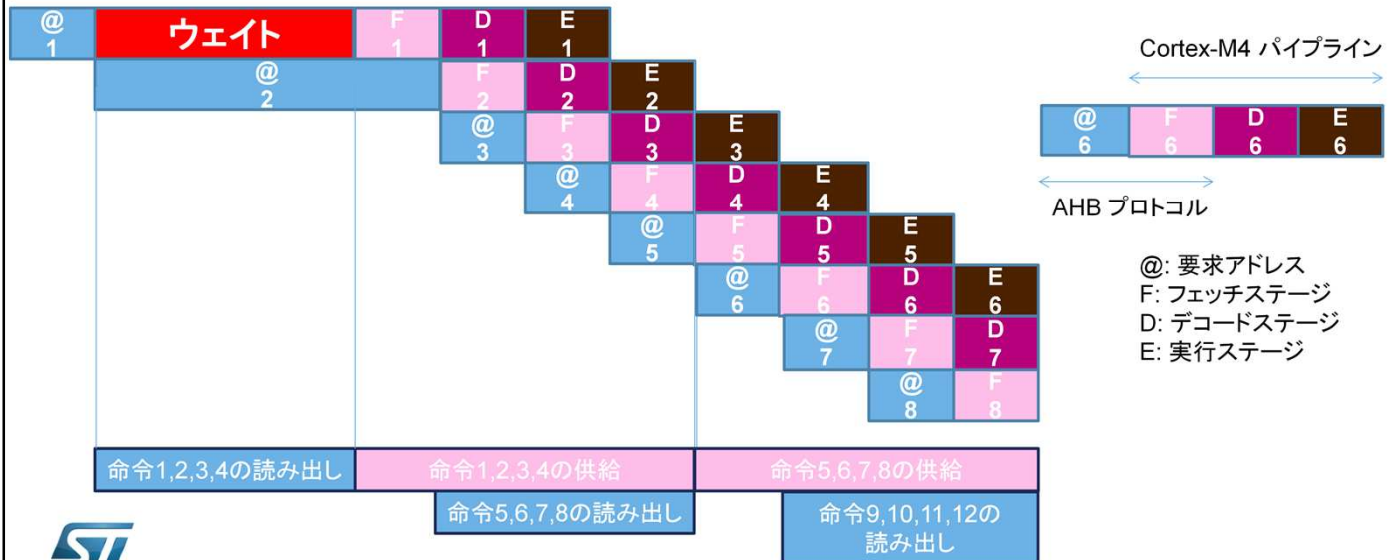 @ 1
ウェイト
F 1
D 1
E 1
@ 2
F 2
D 2
E 2
@ 3
F 3
D 3
E 3
@ 4
F 4
D 4
E 4
@ 5
F 5
D 5
E 5
@ 6
F 6
D 6
E 6
@ 7
F 7
D 7
@ 8
F 8
Cortex-M4 パイプライン
@ 6
F 6
D 6
E 6
AHB プロトコル
@: 要求アドレス
F: フェッチステージ
D: デコードステージ
E: 実行ステージ
命令1,2,3,4の読み出し
命令1,2,3,4の供給
命令5,6,7,8の供給
命令5,6,7,8の読み出し
命令9,10,11,12の
読み出し
ST